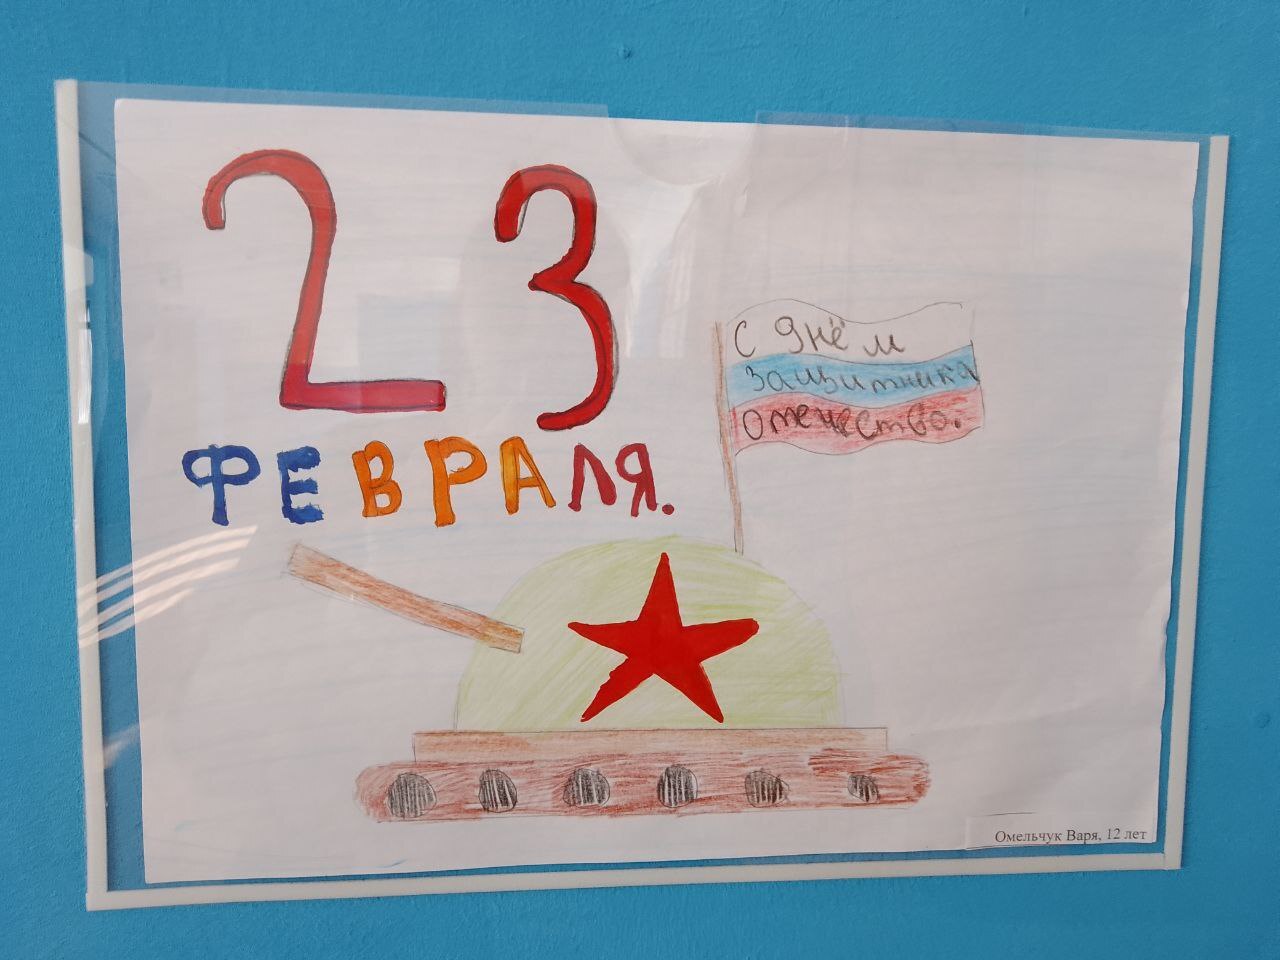 23
ФЕВРАЛЯ.
С Днём
защитника
отечество.
Омельчук Варя, 12 лет